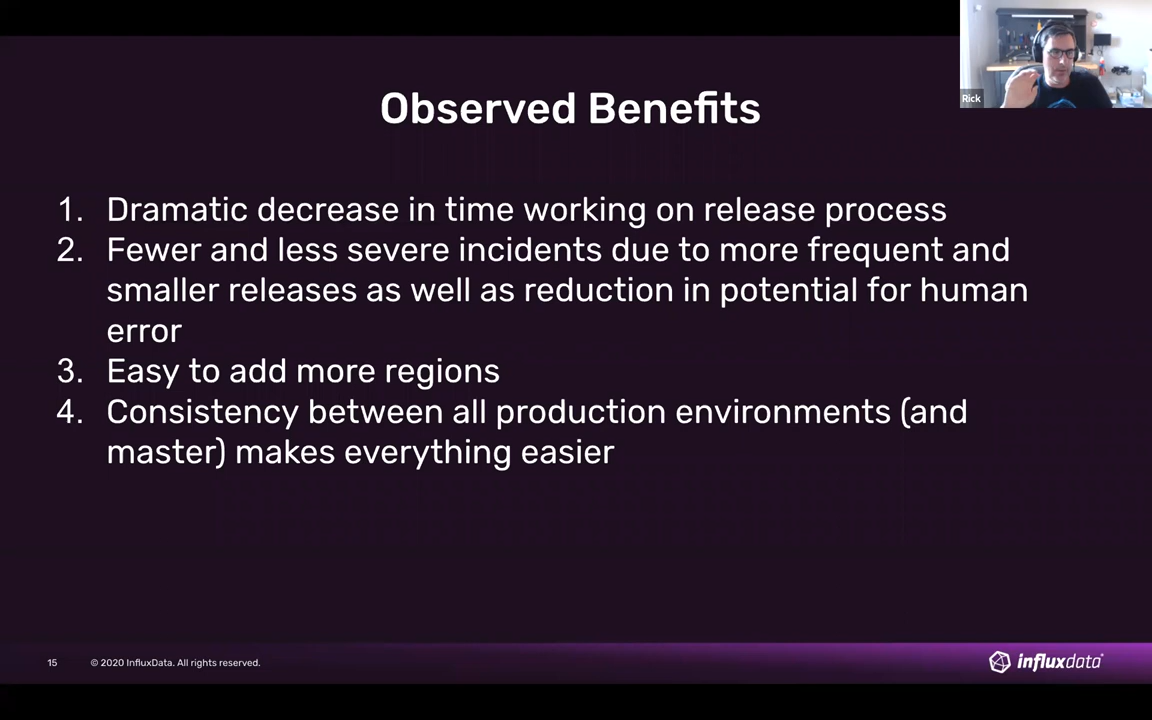 Rick
Observed Benefits
1. Dramatic decrease in time working on release process
2. Fewer and less severe incidents due to more frequent and
smaller releases as well as reduction in potential for human
error
3. Easy to add more regions
4. Consistency between all production environments (and
master) makes everything easier
15 © 2020 InfluxData. All rights reserved.
influxdata®